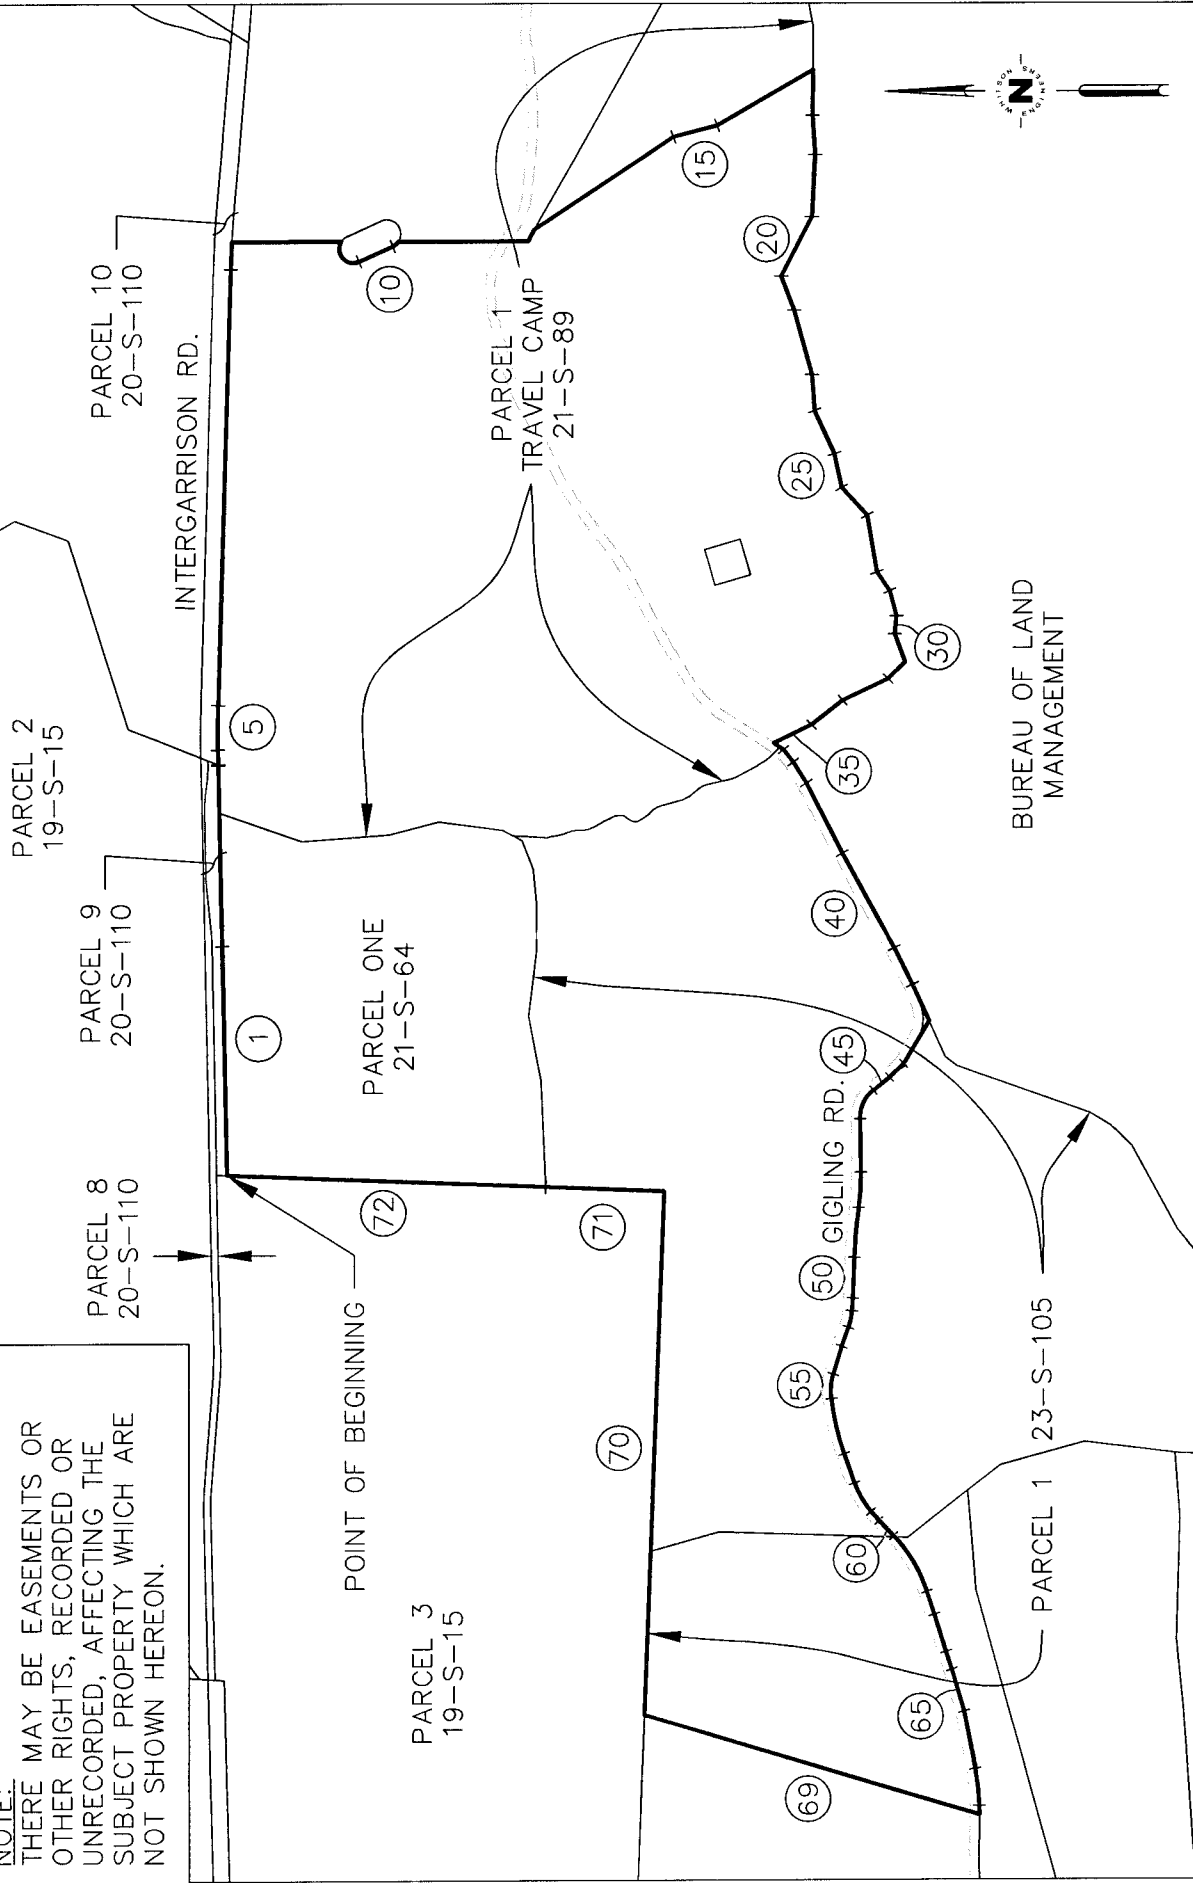 NOTE:
THERE MAY BE EASEMENTS OR
OTHER RIGHTS, RECORDED OR
UNRECORDED, AFFECTING THE
SUBJECT PROPERTY WHICH ARE
NOT SHOWN HEREON.
PARCEL 8
20-S-110
PARCEL 9
20-S-110
PARCEL 2
19-S-15
PARCEL 10
20-S-110
INTERGARRISON RD.
1
5
10
15
20
25
30
35
40
45
50
55
60
65
69
70
71
72
POINT OF BEGINNING
PARCEL ONE
21-S-64
PARCEL 1
TRAVEL CAMP
21-S-89
PARCEL 3
19-S-15
GIGLING RD.
PARCEL 1 23-S-105
BUREAU OF LAND
MANAGEMENT
N
WHITSON ENGINEERS